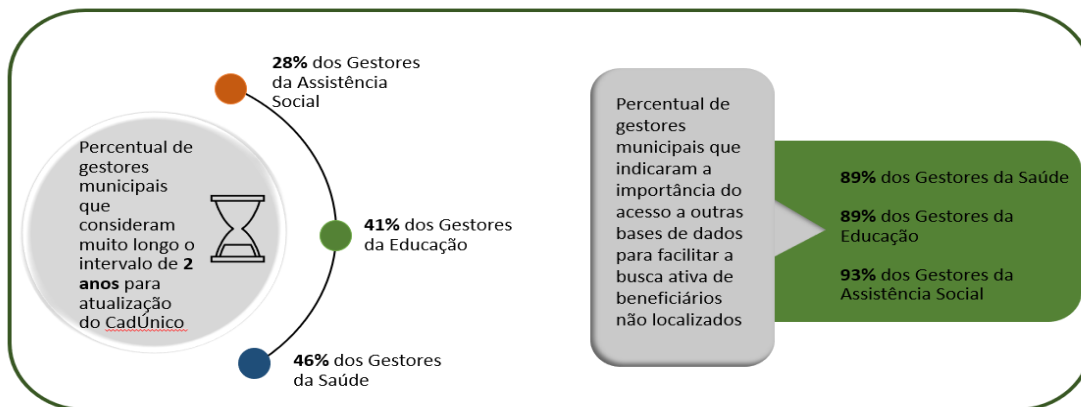 Percentual de
gestores
municipais
que
consideram
muito longo o
intervalo de 2
anos para
atualização
do CadÚnico
28% dos Gestores
da Assistência
Social
41% dos Gestores
da Educação
46% dos Gestores
da Saúde
Percentual de
gestores
municipais que
indicaram a
importância do
acesso a outras
bases de dados
para facilitar a
busca ativa de
beneficiários
não localizados
89% dos Gestores da Saúde
89% dos Gestores da
Educação
93% dos Gestores da
Assistência Social